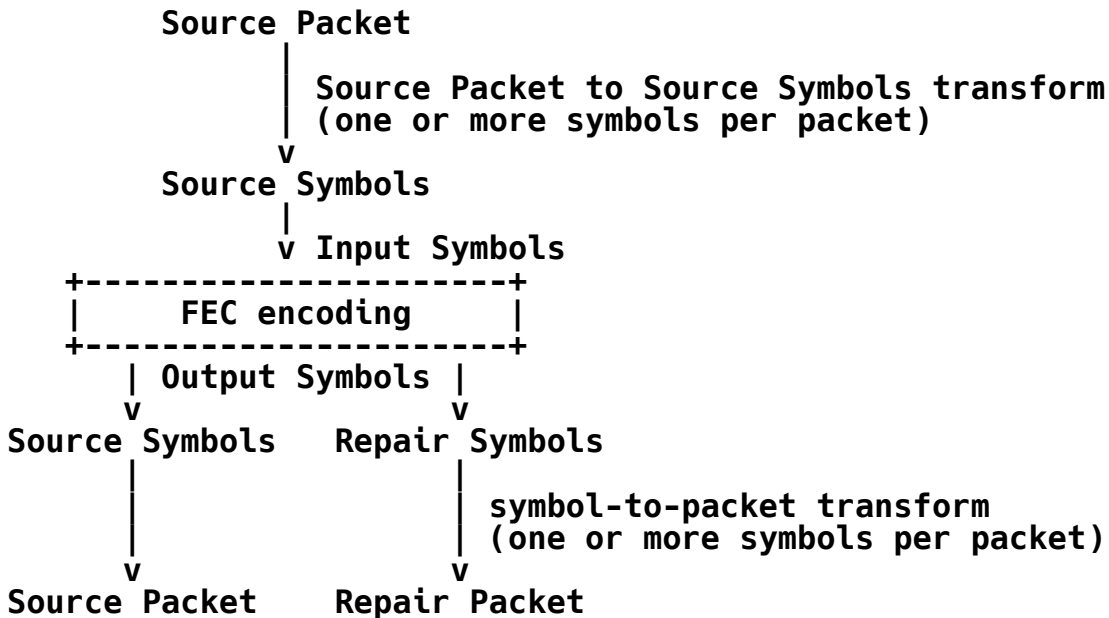 Source Packet
|
| Source Packet to Source Symbols transform
| (one or more symbols per packet)
v
Source Symbols
|
v Input Symbols
+----------------------+
|     FEC encoding     |
+----------------------+
| Output Symbols |
v                v
Source Symbols   Repair Symbols
|                |
|                | symbol-to-packet transform
|                | (one or more symbols per packet)
v                v
Source Packet    Repair Packet